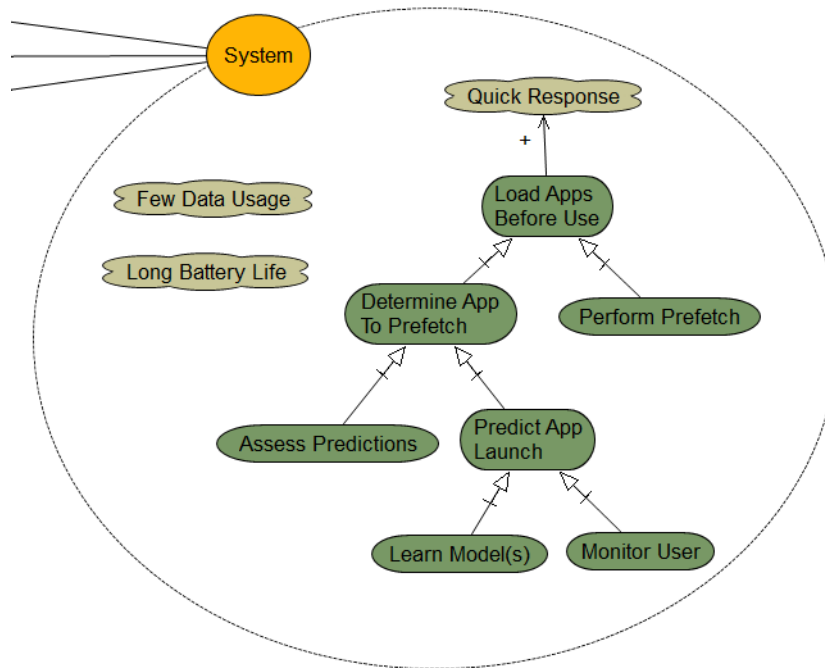 System
Quick Response
+
Few Data Usage
Load Apps
Before Use
Long Battery Life
Determine App
To Prefetch
Perform Prefetch
Assess Predictions
Predict App
Launch
Learn Model(s)
Monitor User